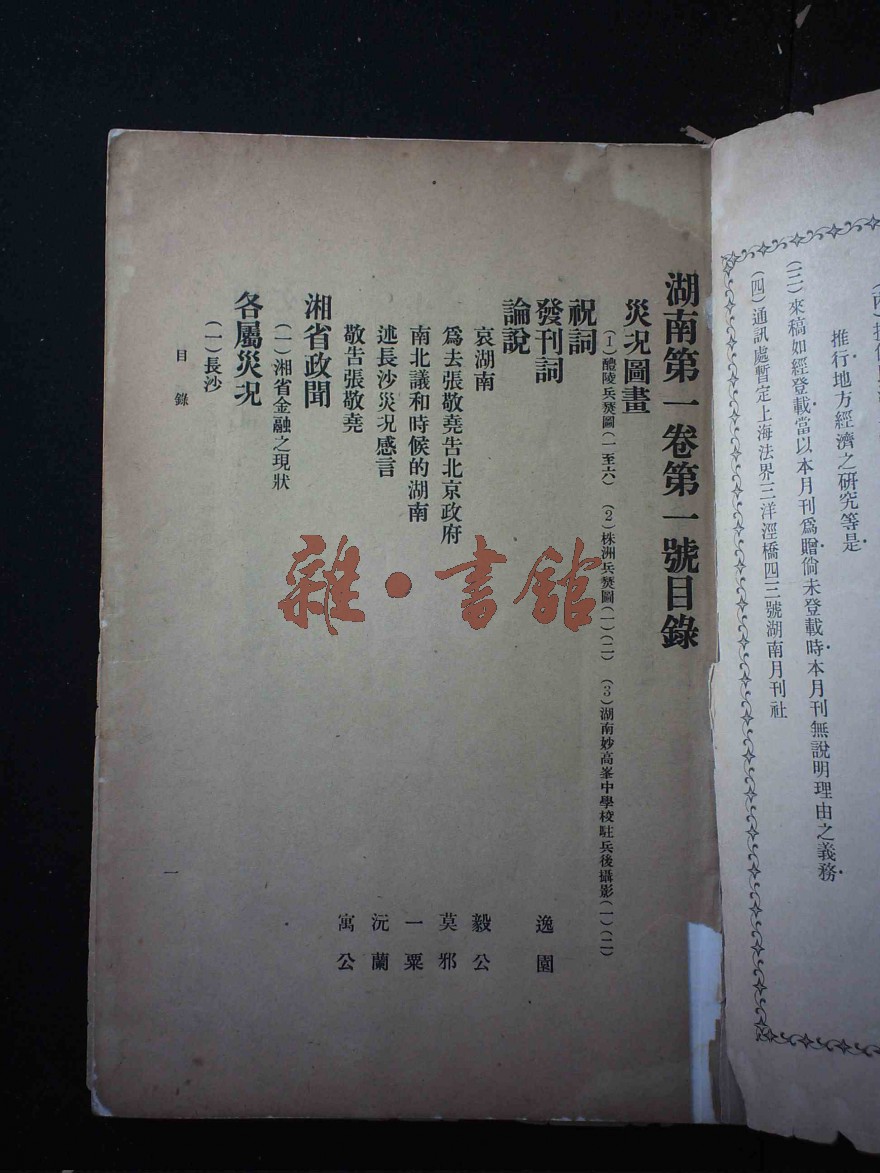 推行地方經濟之研究等是．
(三)來稿如經登載．當以本月刊爲贈．倘未登載時．本月刊無說明理由之義務．
(四)通訊處暫定上海法界三洋涇橋四三號湖南月刊社
湖南第一卷第一號目錄
災况圖畫
(1)醴陵兵燹圖(一至六) (2)株洲兵燹圖(一)(二) (3)湖南妙高峯中學校駐兵後攝影(一)(二)
祝詞
發刊詞 逸園
論說
哀湖南 毅公
爲去張敬堯告北京政府 莫邪
南北議和時候的湖南 一粟
述長沙災况感言 沅蘭
敬告張敬堯 寓公
湘省政聞
(一)湘省金融之現狀
各屬災况
(一)長沙
目錄 一
雜・書館